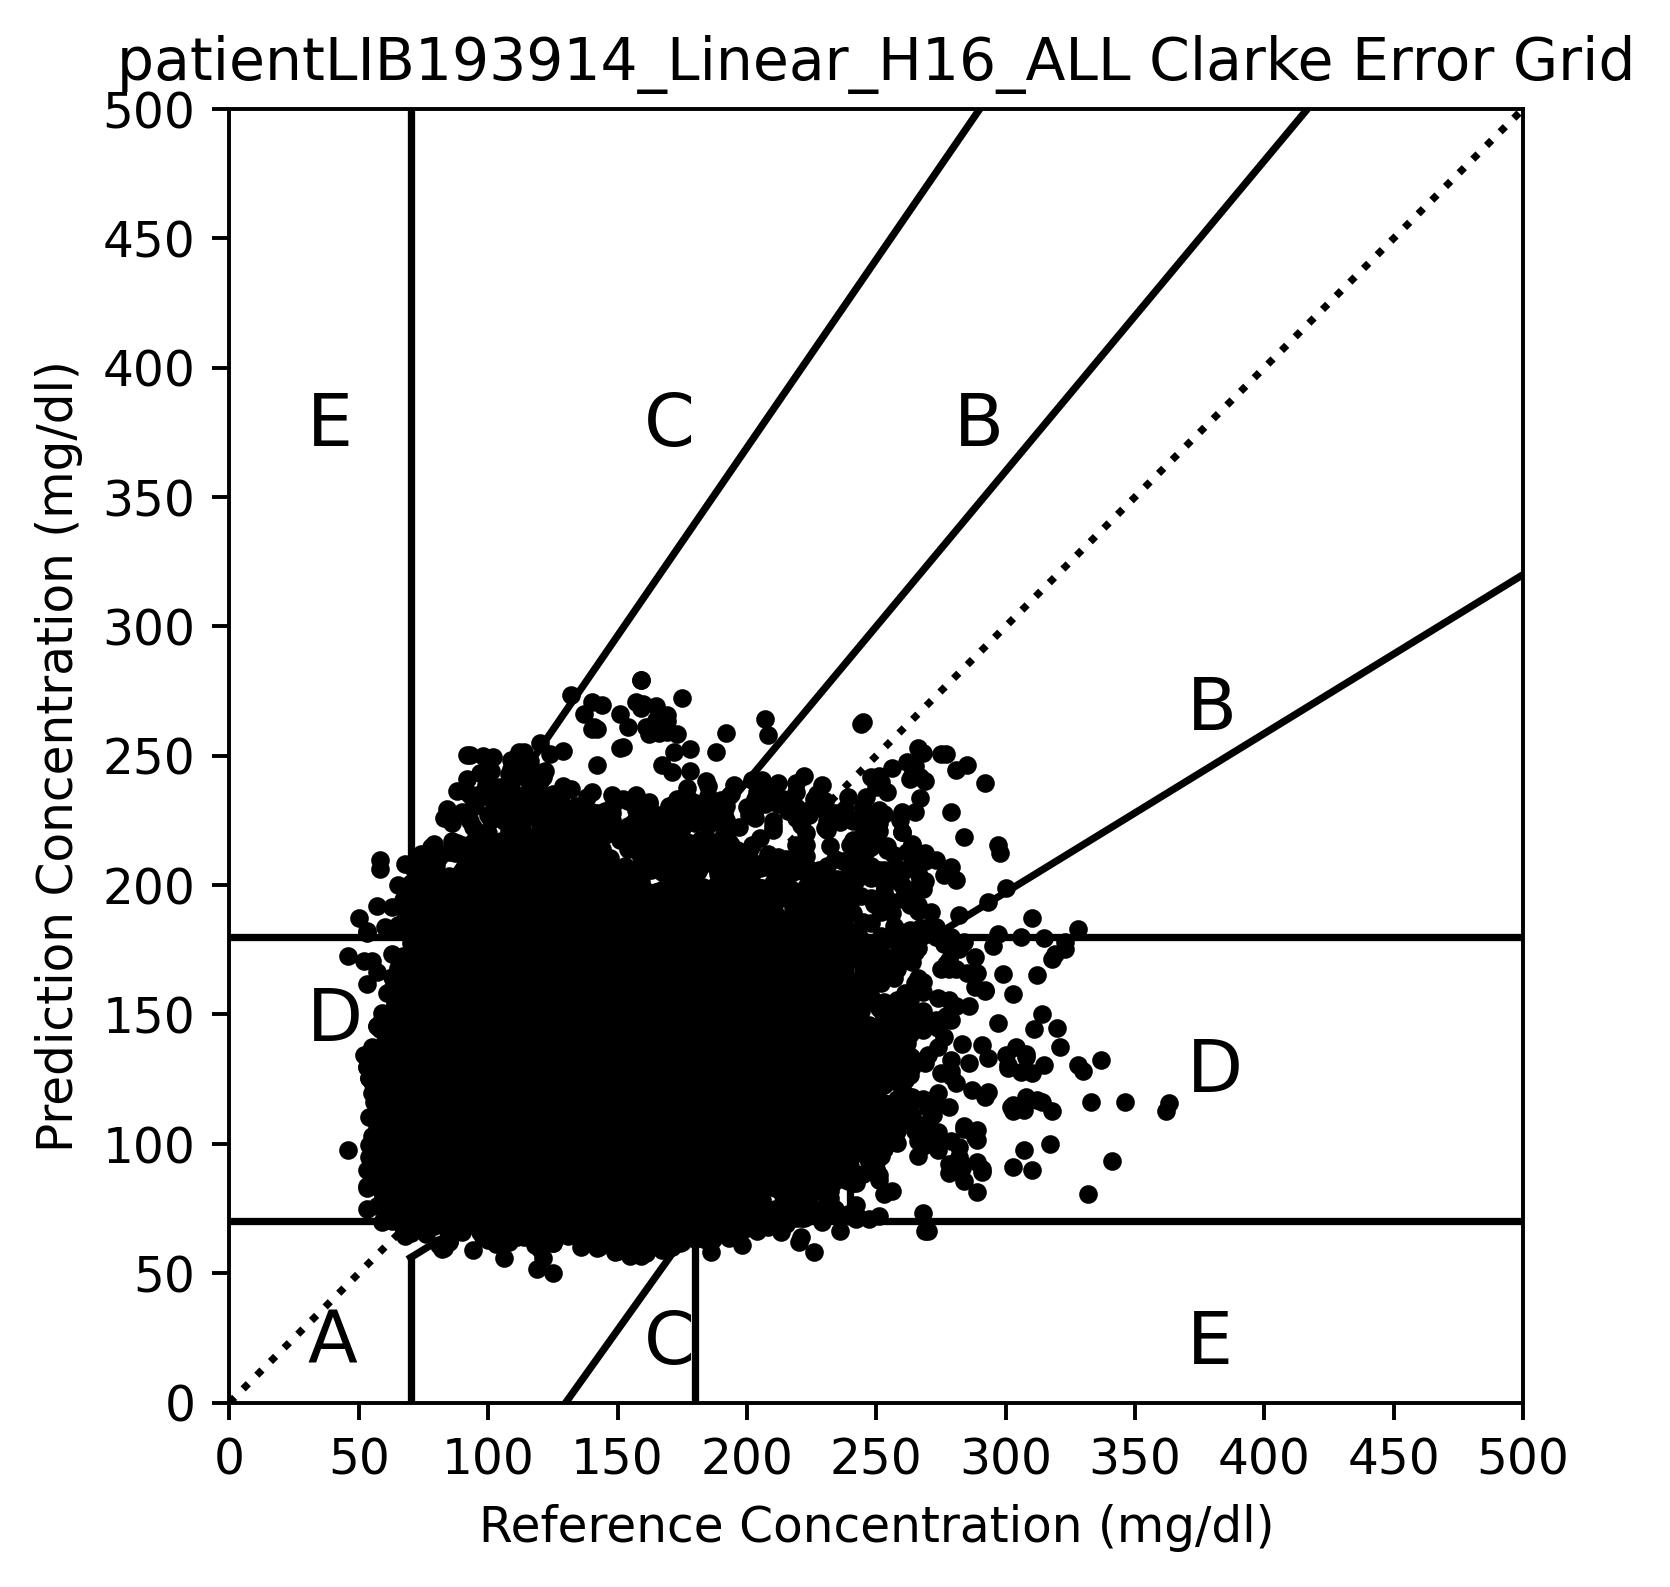 patientLIB193914_Linear_H16_ALL Clarke Error Grid
500
450
400
350
300
250
200
150
100
50
0
Prediction Concentration (mg/dl)
E
C
B
B
D
D
A
C
E
0 50 100 150 200 250 300 350 400 450 500
Reference Concentration (mg/dl)